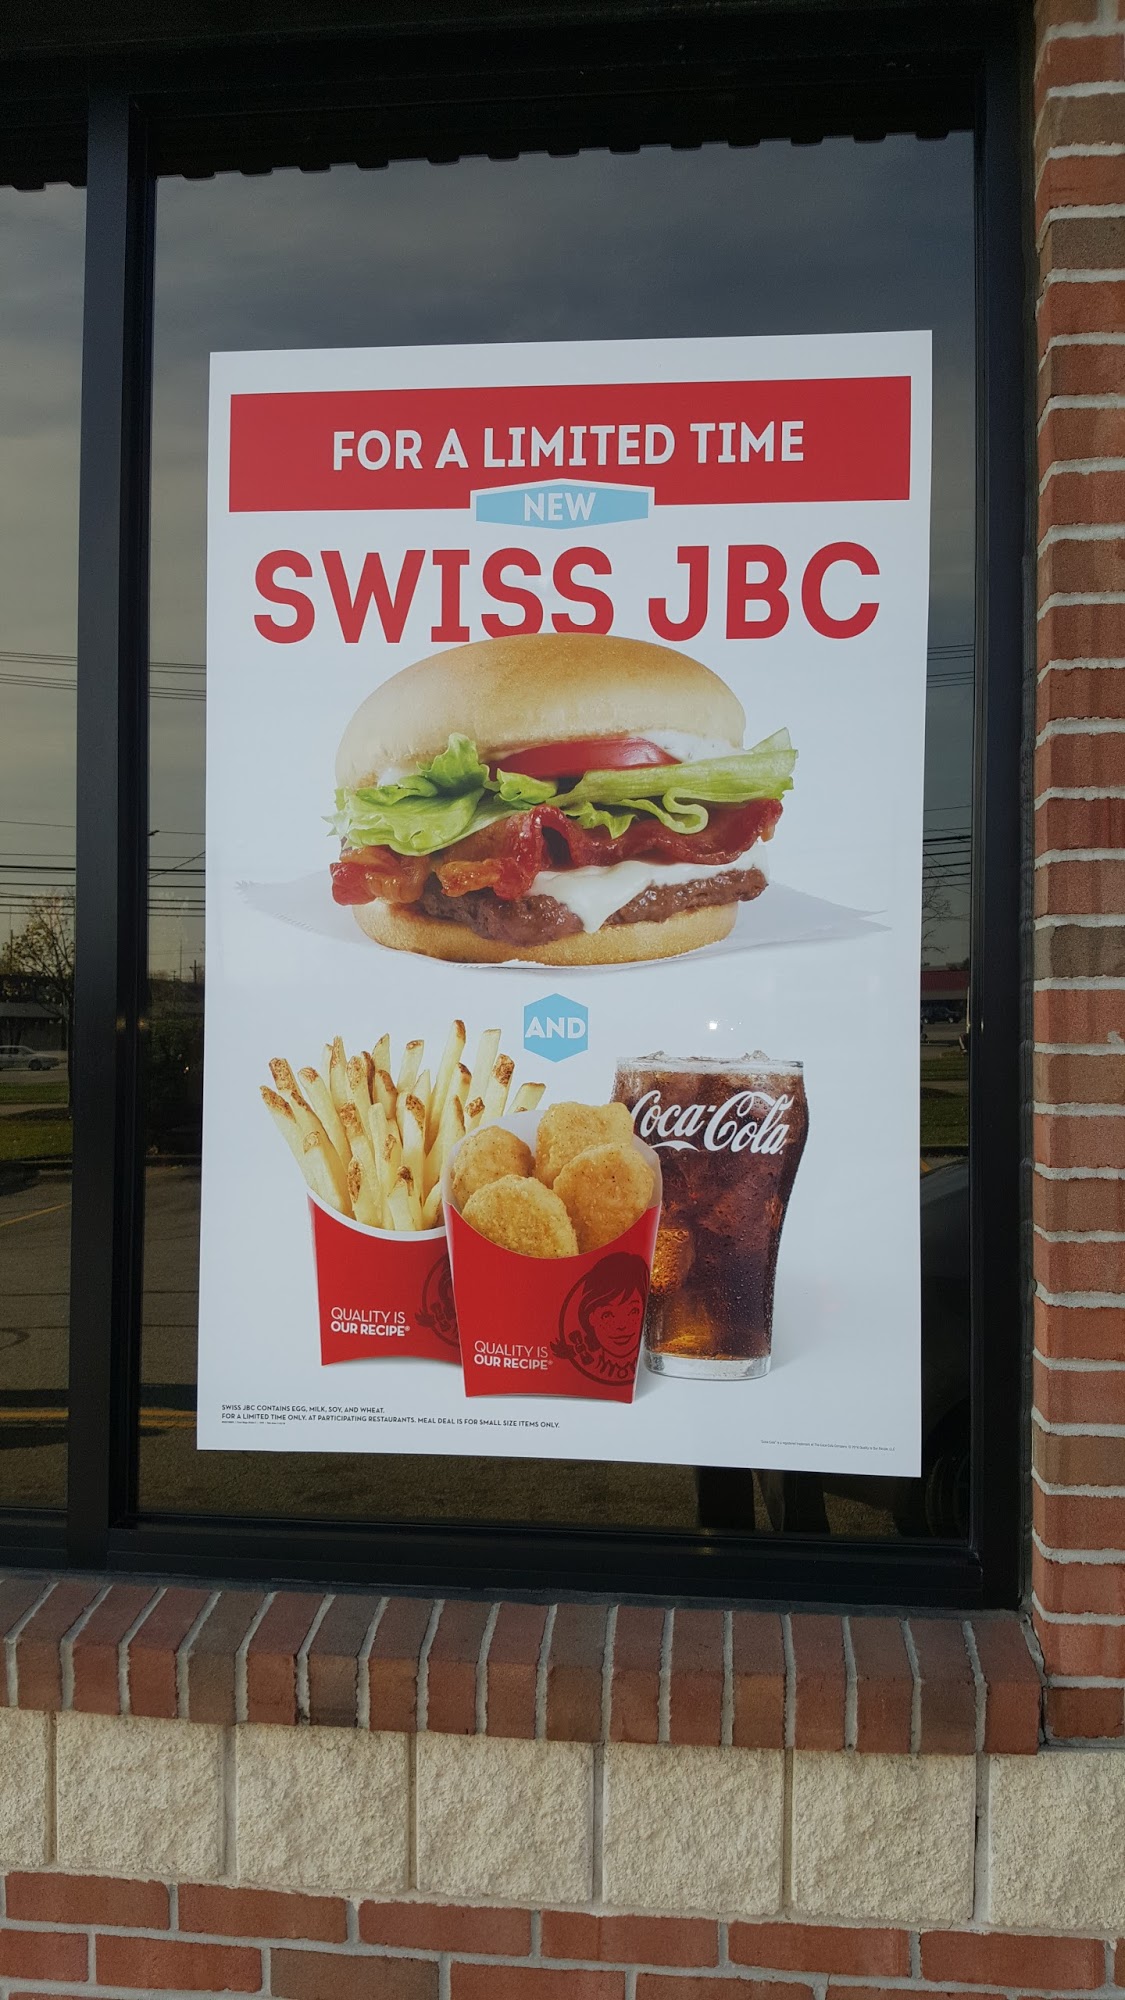 FOR A LIMITED TIME
NEW
SWISS JBC
AND
Coca-Cola
QUALITY IS
OUR RECIPE®
QUALITY IS
OUR RECIPE®
SWISS JBC CONTAINS EGG, MILK, SOY, AND WHEAT.
FOR A LIMITED TIME ONLY. AT PARTICIPATING RESTAURANTS. MEAL DEAL IS FOR SMALL SIZE ITEMS ONLY.